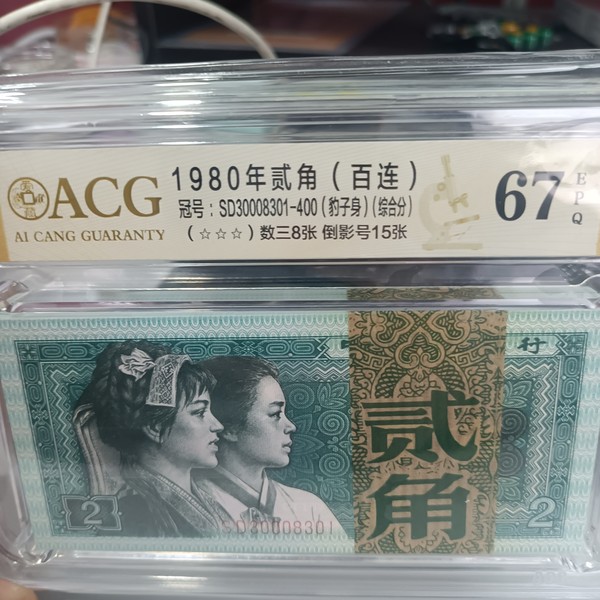 ACG
AI CANG GUARANTY
1980年贰角（百连）
冠号：SD30008301-400（豹子身）（综合分）
（☆☆☆）数三8张 倒影号15张
67
EPQ
行
贰角
2
SD30008301
2